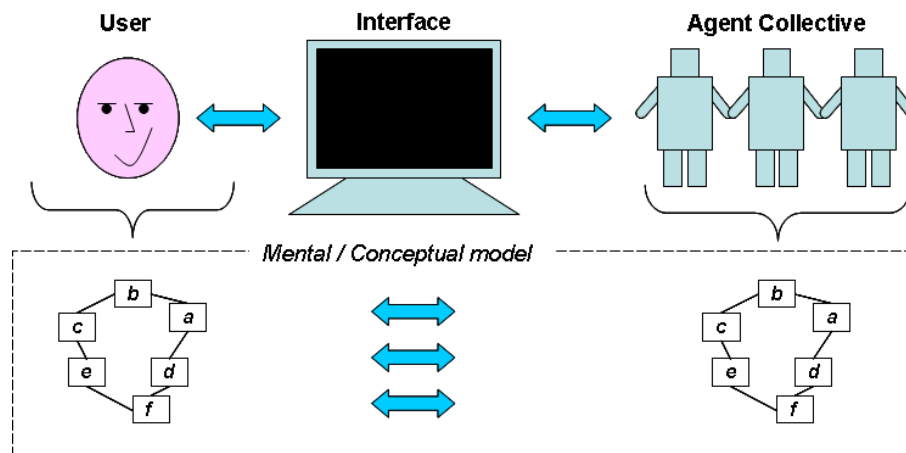 User
Interface
Agent Collective
Mental / Conceptual model
b
a
c
e
d
f
b
a
c
e
d
f